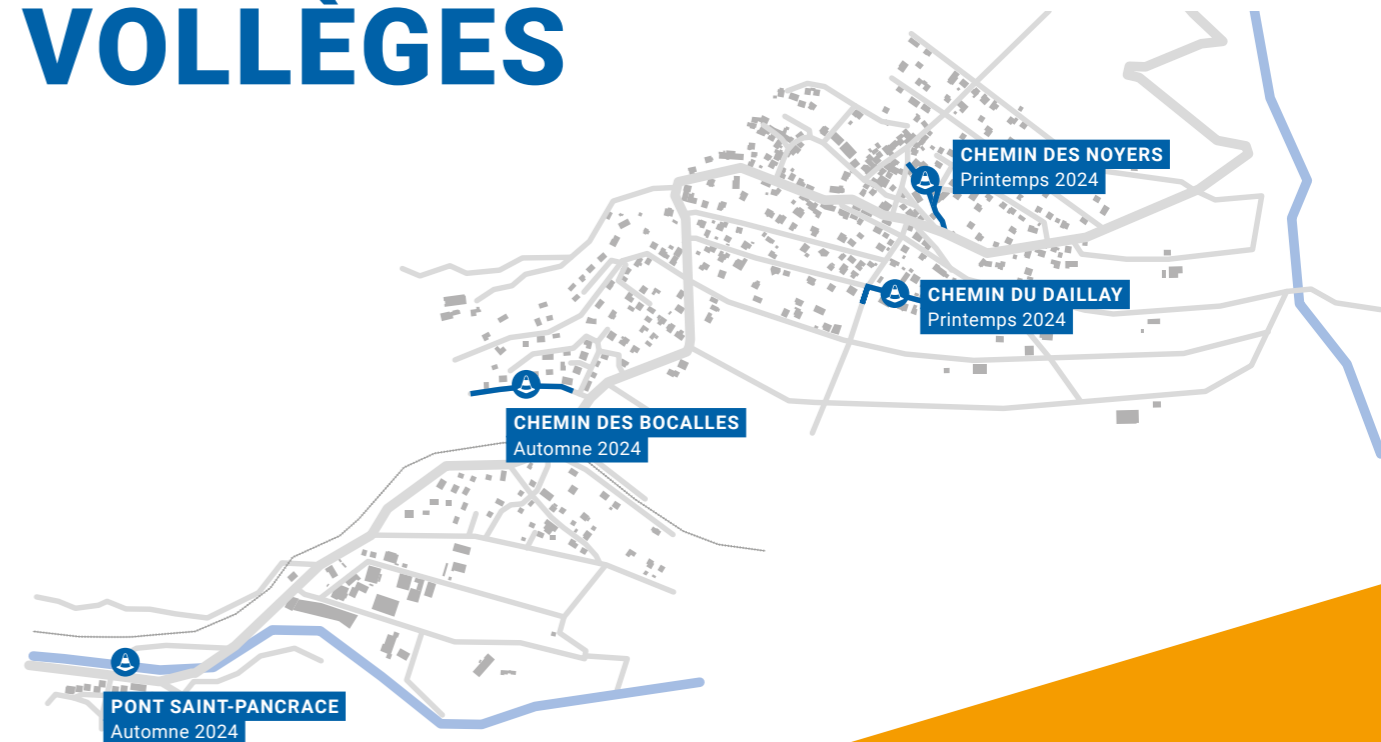 VOLLÈGES
CHEMIN DES NOYERS
Printemps 2024
CHEMIN DU DAILLAY
Printemps 2024
CHEMIN DES BOCALLES
Automne 2024
PONT SAINT-PANCRACE
Automne 2024